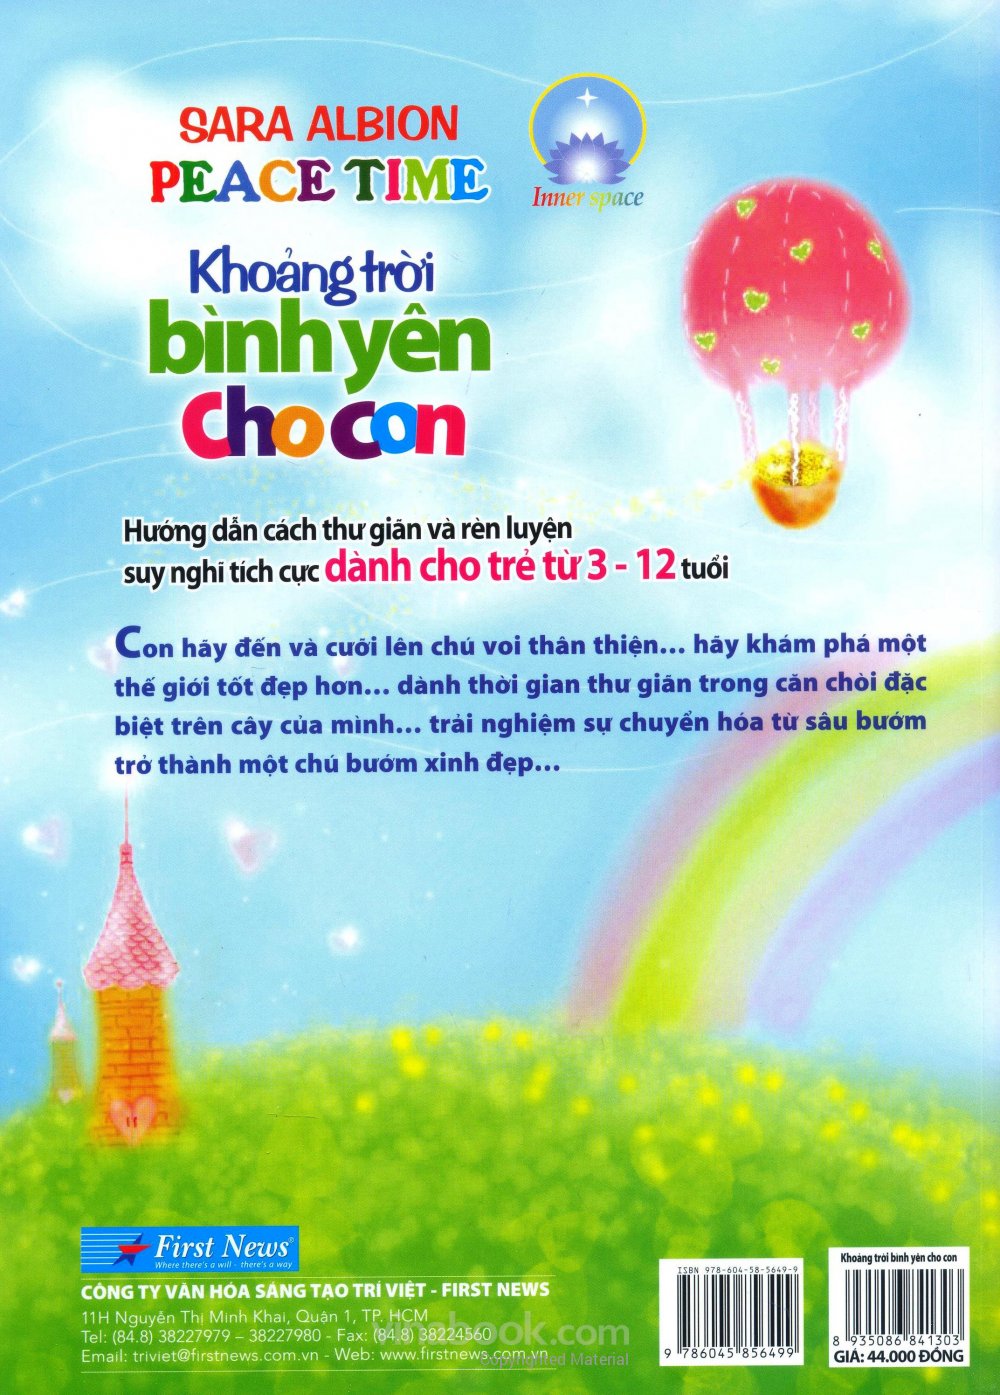 SARA ALBION
PEACE TIME
Inner space
Khoảng trời
bình yên
cho con
Hướng dẫn cách thư giãn và rèn luyện
suy nghĩ tích cực dành cho trẻ từ 3 - 12 tuổi
Con hãy đến và cưỡi lên chú voi thân thiện... hãy khám phá một
thế giới tốt đẹp hơn... dành thời gian thư giãn trong căn chòi đặc
biệt trên cây của mình... trải nghiệm sự chuyển hóa từ sâu bướm
trở thành một chú bướm xinh đẹp...
First News®
Where there's a will - there's a way
CÔNG TY VĂN HÓA SÁNG TẠO TRÍ VIỆT - FIRST NEWS
11H Nguyễn Thị Minh Khai, Quận 1, TP. HCM
Tel: (84.8) 38227979 – 38227980 - Fax: (84.8) 38224560
Email: triviet@firstnews.com.vn - Web: www.firstnews.com.vn
book.com
Copyrighted Material
ISBN 978-604-58-5649-9
9 786045 856499
Khoảng trời bình yên cho con
8 935086 841303
GIÁ: 44.000 ĐỒNG